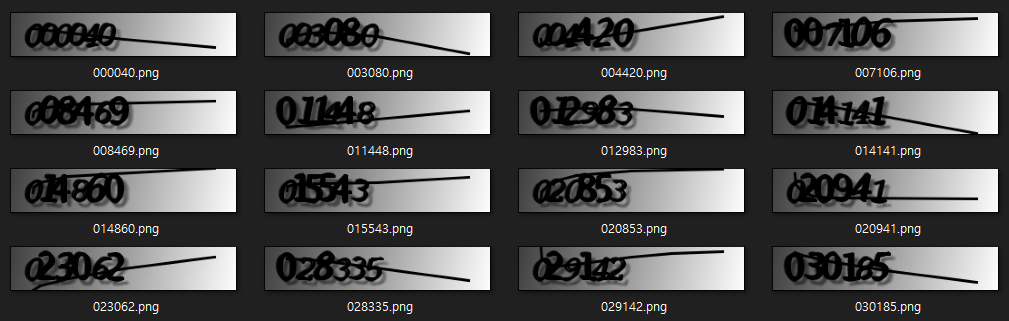 000040 003080 004420 007106
000040.png 003080.png 004420.png 007106.png
008469 011448 012983 014141
008469.png 011448.png 012983.png 014141.png
014860 015543 020853 020941
014860.png 015543.png 020853.png 020941.png
023062 028335 029142 030185
023062.png 028335.png 029142.png 030185.png